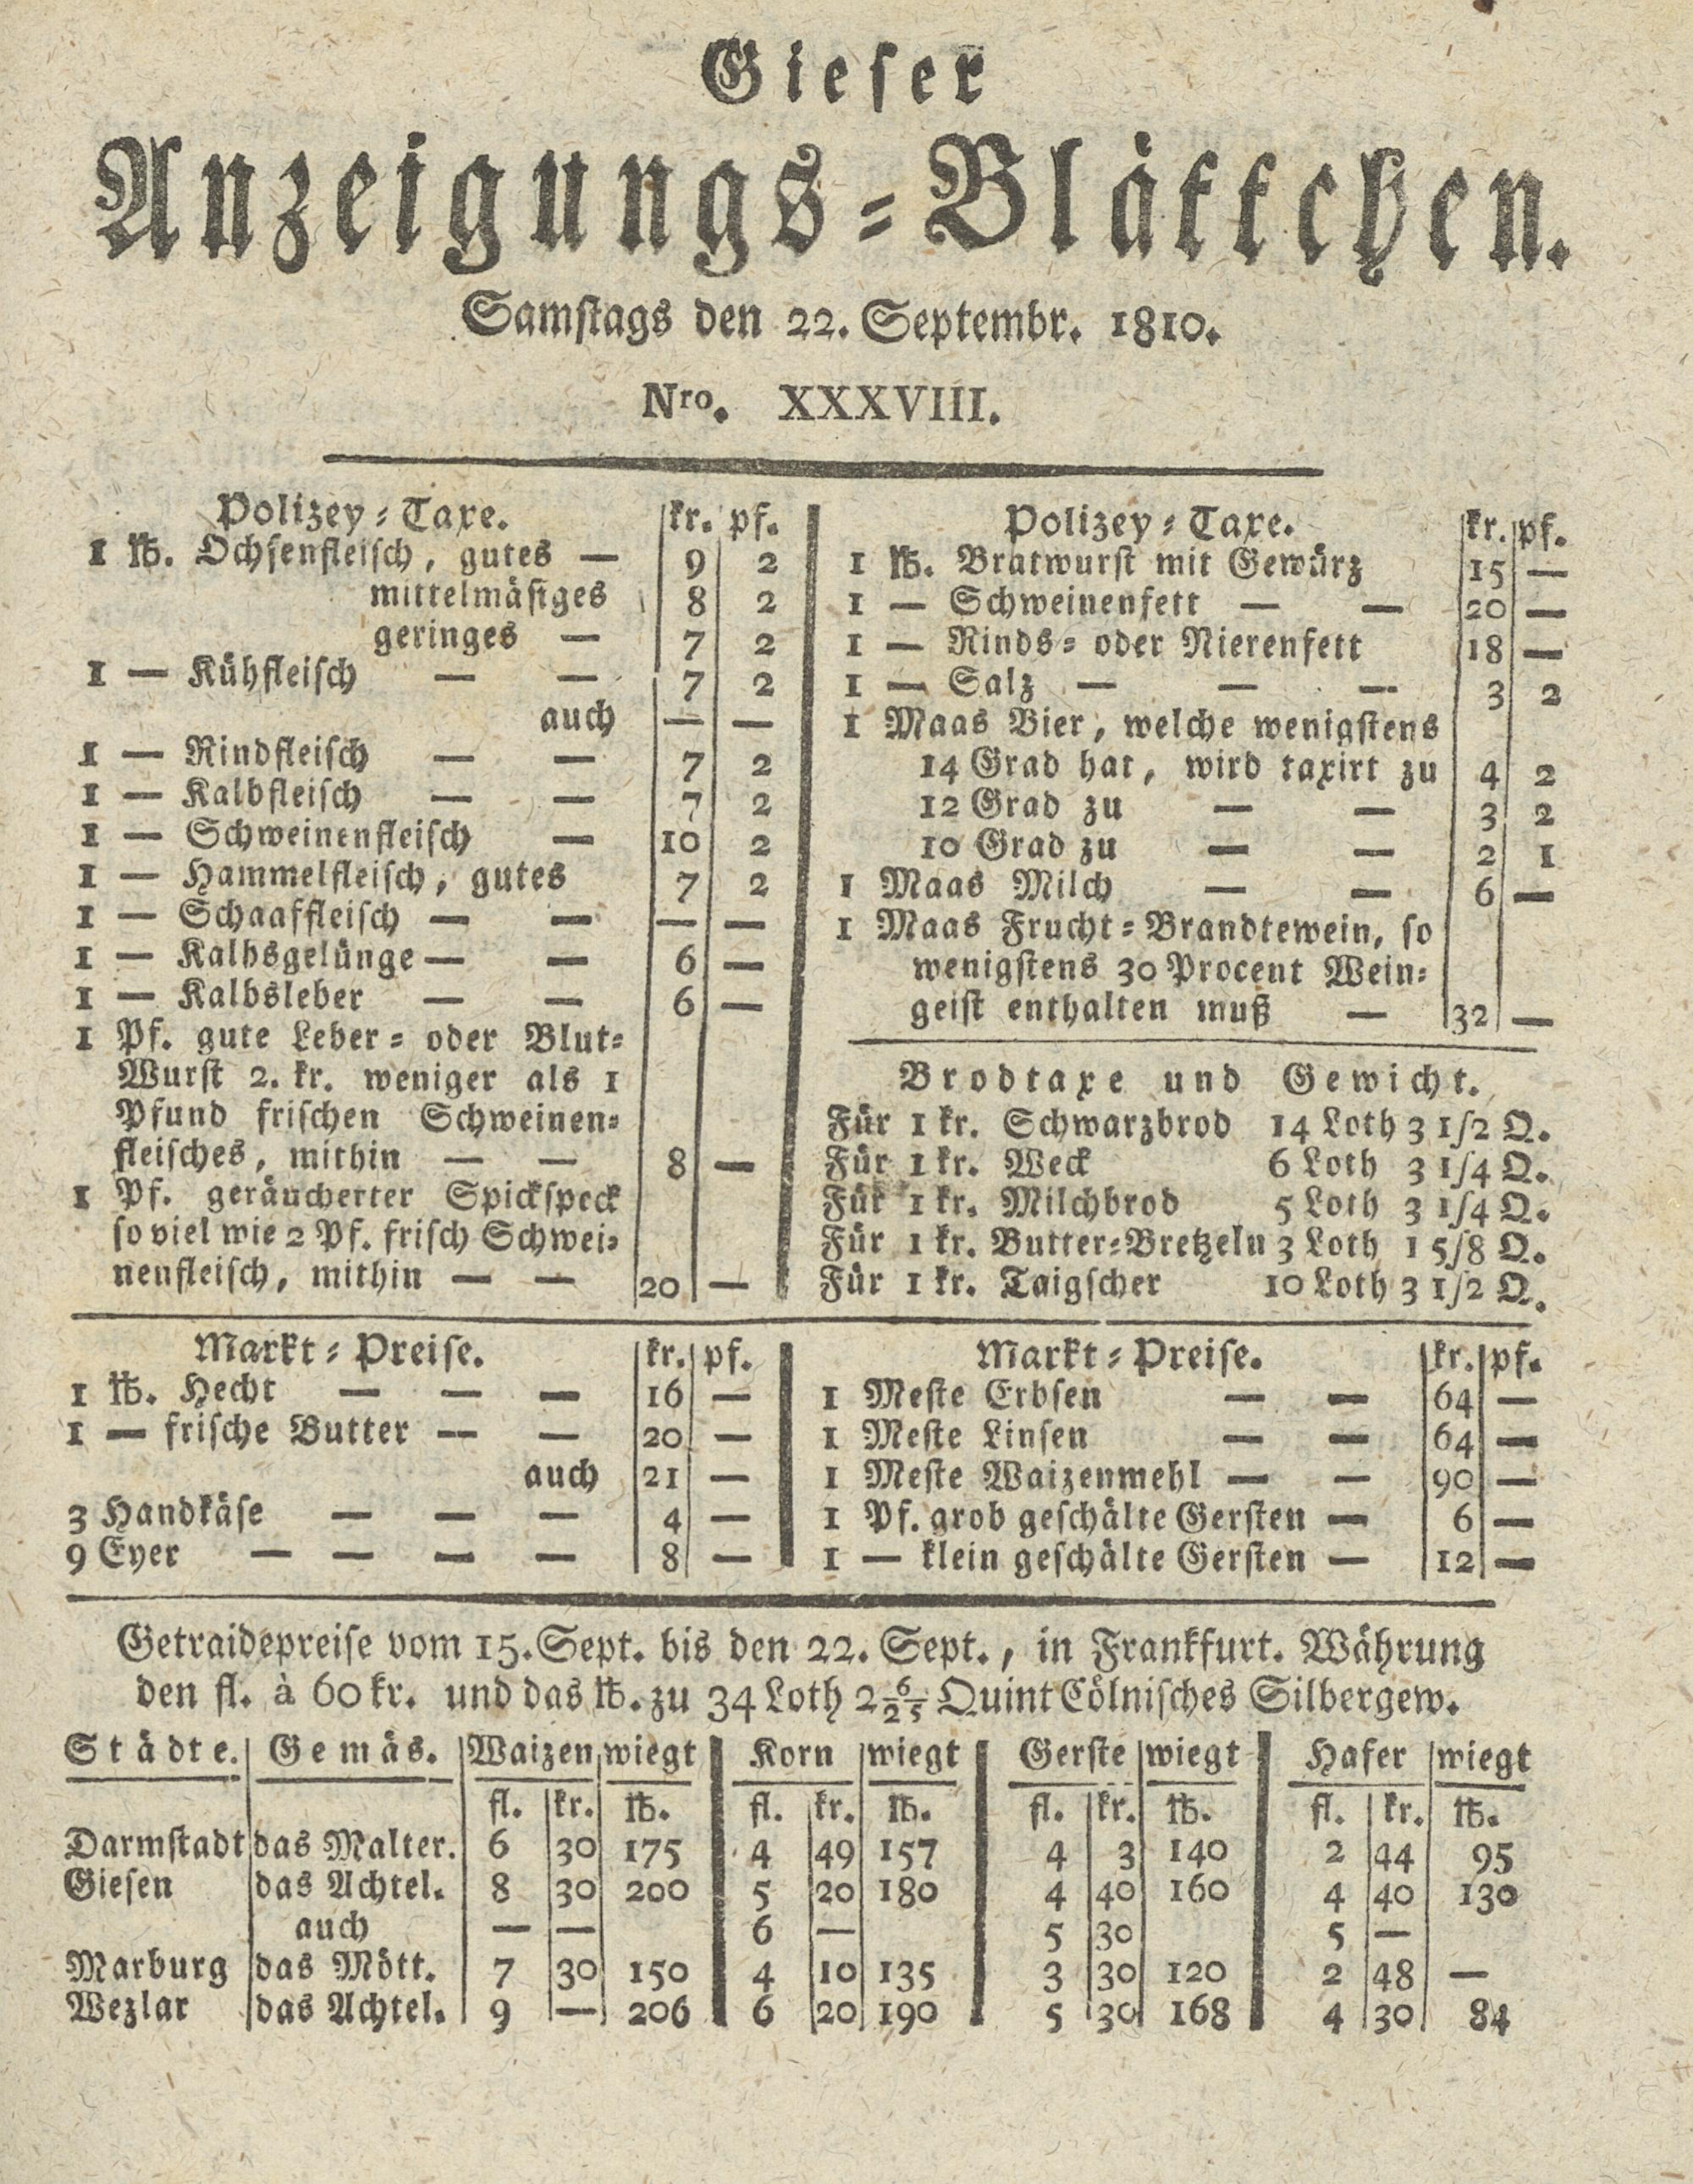 Gieser
Anzeigungs-Blättchen.
Samstags den 22. Septembr. 1810.
Nro. XXXVIII.
Polizey-Taxe. kr. pf.
1 ℔. Ochsenfleisch, gutes — 9 2
mittelmäsiges 8 2
geringes — 7 2
1 — Kühfleisch — — 7 2
auch — —
1 — Rindfleisch — — 7 2
1 — Kalbfleisch — — 7 2
1 — Schweinenfleisch — 10 2
1 — Hammelfleisch, gutes 7 2
1 — Schaaffleisch — — — —
1 — Kalbsgelünge — — 6 —
1 — Kalbsleber — — 6 —
1 Pf. gute Leber- oder Blut-
Wurst 2. kr. weniger als 1
Pfund frischen Schweinen-
fleisches, mithin — — 8 —
1 Pf. geräucherter Spickspeck
so viel wie 2 Pf. frisch Schwei-
nenfleisch, mithin — — 20 —
Polizey-Taxe. kr. pf.
1 ℔. Bratwurst mit Gewürz 15 —
1 — Schweinenfett — — 20 —
1 — Rinds- oder Nierenfett 18 —
1 — Salz — — — 3 2
1 Maas Bier, welche wenigstens
14 Grad hat, wird taxirt zu 4 2
12 Grad zu — — 3 2
10 Grad zu — — 2 1
1 Maas Milch — — 6 —
1 Maas Frucht-Brandtewein, so
wenigstens 30 Procent Wein-
geist enthalten muß — 32 —
Brodtaxe und Gewicht.
Für 1 kr. Schwarzbrod 14 Loth 3 1/2 Q.
Für 1 kr. Weck 6 Loth 3 1/4 Q.
Für 1 kr. Milchbrod 5 Loth 3 1/4 Q.
Für 1 kr. Butter-Bretzeln 3 Loth 1 5/8 Q.
Für 1 kr. Taigscher 10 Loth 3 1/2 Q.
Markt-Preise. kr. pf.
1 ℔. Hecht — — — 16 —
1 — frische Butter — — 20 —
auch 21 —
3 Handkäse — — — 4 —
9 Eyer — — — — 8 —
Markt-Preise. kr. pf.
1 Meste Erbsen — — 64 —
1 Meste Linsen — — 64 —
1 Meste Waizenmehl — — 90 —
1 Pf. grob geschälte Gersten — 6 —
1 — klein geschälte Gersten — 12 —
Getraidepreise vom 15. Sept. bis den 22. Sept., in Frankfurt. Währung
den fl. à 60 kr. und das ℔. zu 34 Loth 2 6/25 Quint Cölnisches Silbergew.
Städte. Gemäs. Waizen wiegt Korn wiegt Gerste wiegt Hafer wiegt
fl. kr. ℔. fl. kr. ℔. fl. kr. ℔. fl. kr. ℔.
Darmstadt das Malter. 6 30 175 4 49 157 4 3 140 2 44 95
Giesen das Achtel. 8 30 200 5 20 180 4 40 160 4 40 130
auch — — 6 — 5 30 5 —
Marburg das Mött. 7 30 150 4 10 135 3 30 120 2 48 —
Wezlar das Achtel. 9 — 206 6 20 190 5 30 168 4 30 84